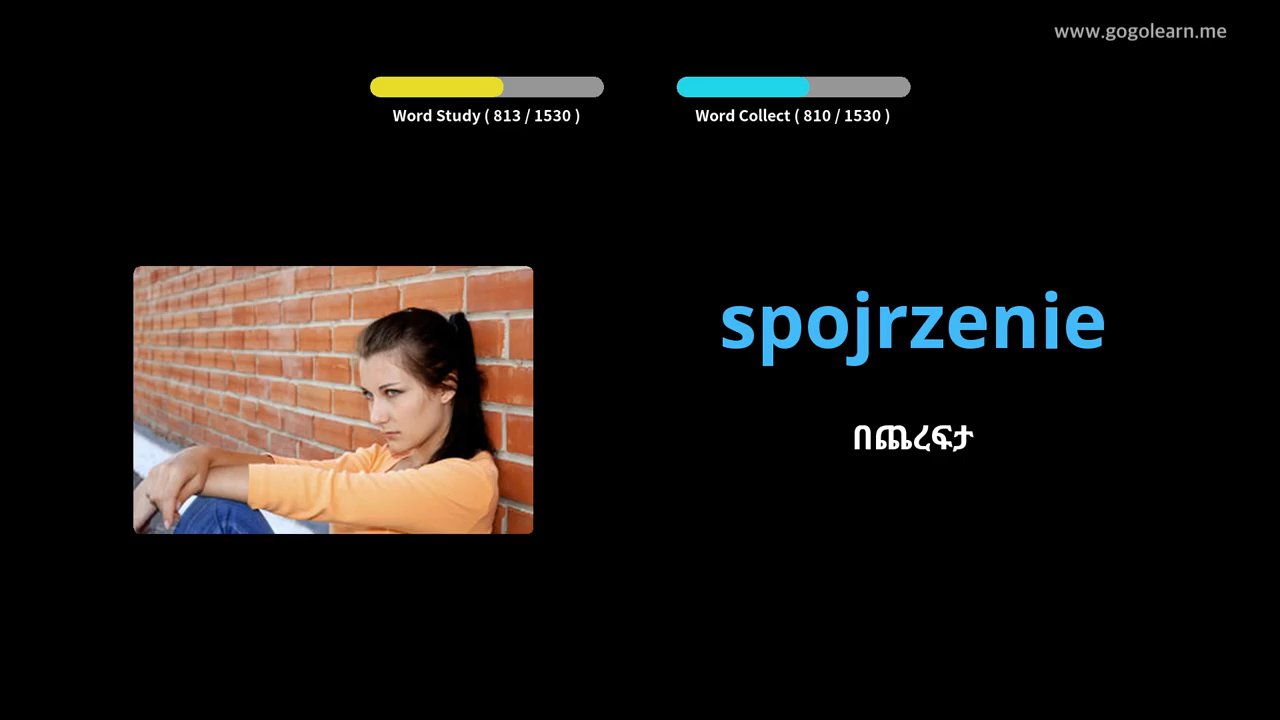 www.gogolearn.me
Word Study ( 813 / 1530 )
Word Collect ( 810 / 1530 )
spojrzenie
በጨረፍታ